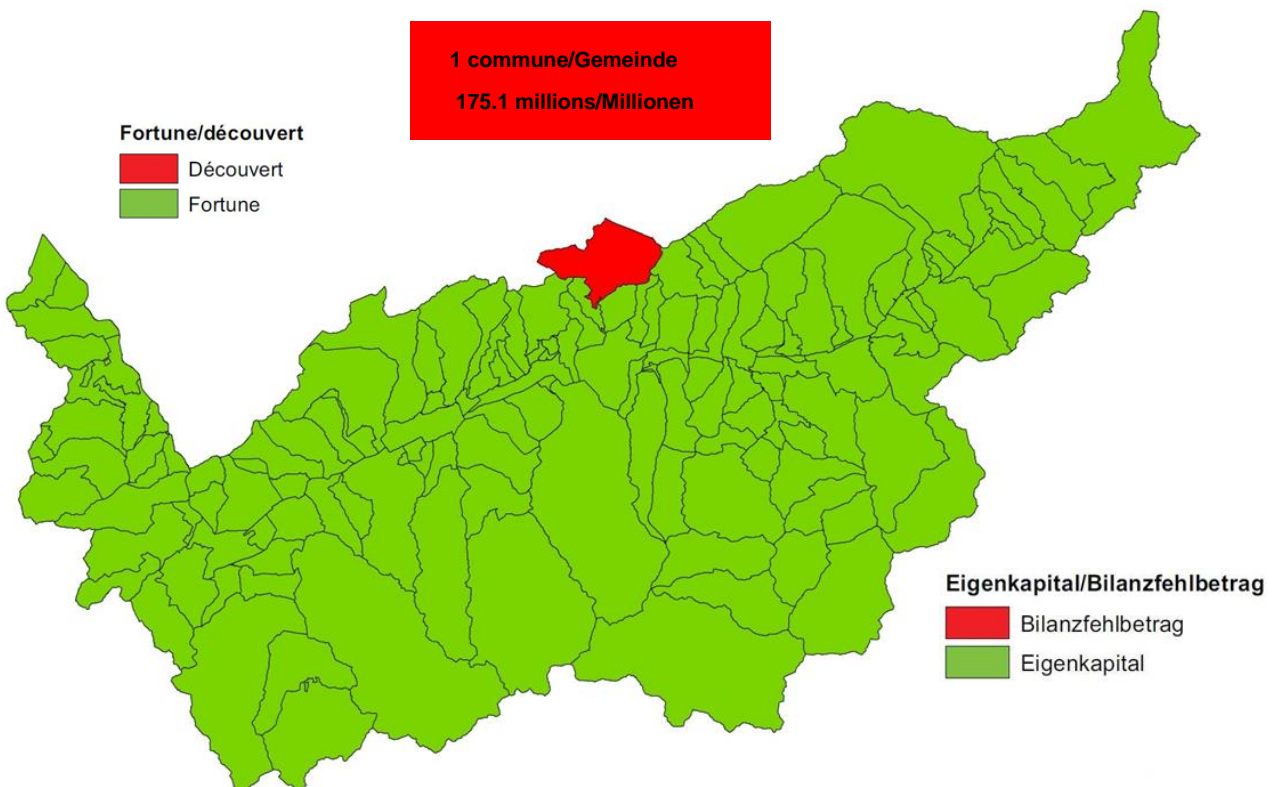 1 commune/Gemeinde
175.1 millions/Millionen
Fortune/découvert
Découvert
Fortune
Eigenkapital/Bilanzfehlbetrag
Bilanzfehlbetrag
Eigenkapital